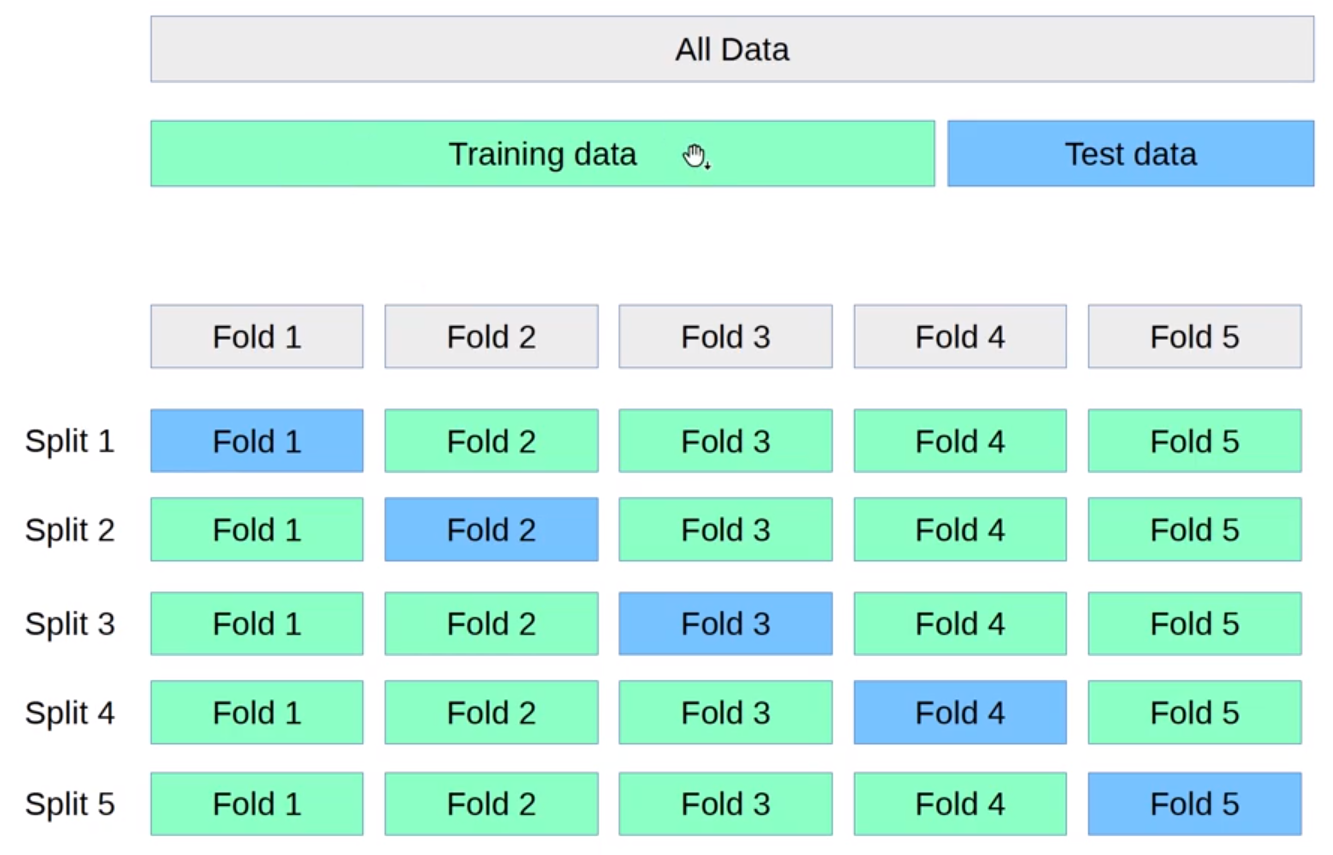 All Data
Training data Test data
Fold 1 Fold 2 Fold 3 Fold 4 Fold 5
Split 1 Fold 1 Fold 2 Fold 3 Fold 4 Fold 5
Split 2 Fold 1 Fold 2 Fold 3 Fold 4 Fold 5
Split 3 Fold 1 Fold 2 Fold 3 Fold 4 Fold 5
Split 4 Fold 1 Fold 2 Fold 3 Fold 4 Fold 5
Split 5 Fold 1 Fold 2 Fold 3 Fold 4 Fold 5